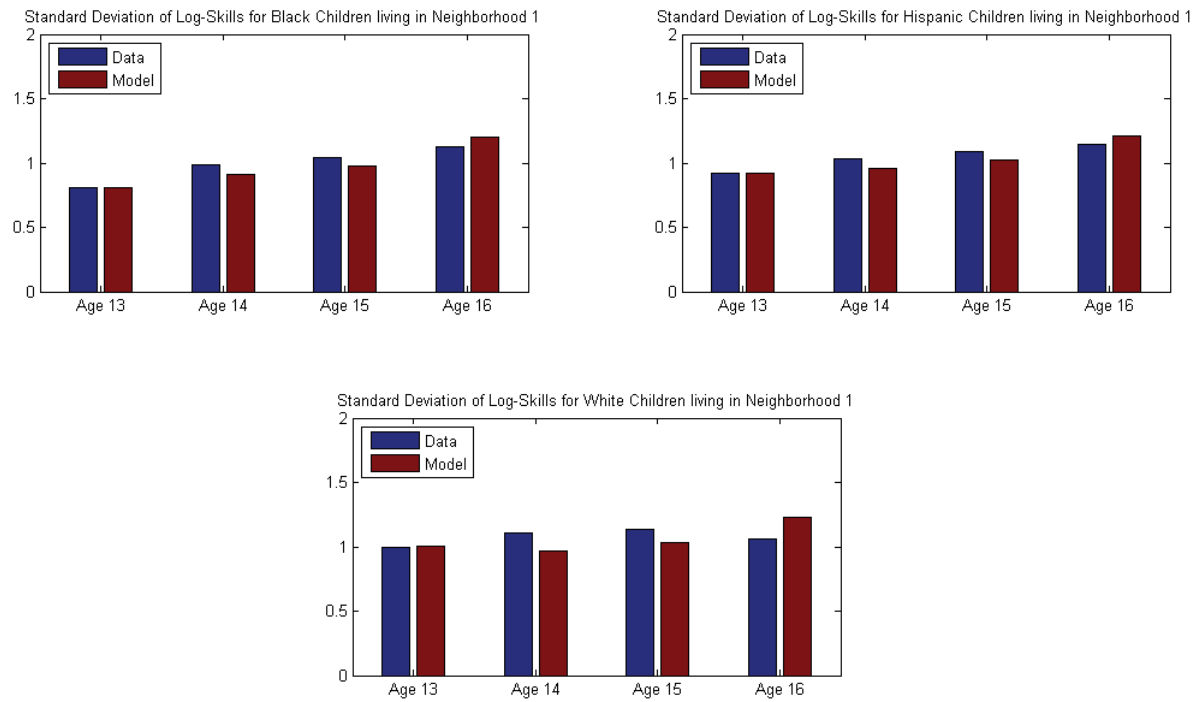 Standard Deviation of Log-Skills for Black Children living in Neighborhood 1
2
1.5
1
0.5
0
Data
Model
Age 13
Age 14
Age 15
Age 16
Standard Deviation of Log-Skills for Hispanic Children living in Neighborhood 1
2
1.5
1
0.5
0
Data
Model
Age 13
Age 14
Age 15
Age 16
Standard Deviation of Log-Skills for White Children living in Neighborhood 1
2
1.5
1
0.5
0
Data
Model
Age 13
Age 14
Age 15
Age 16